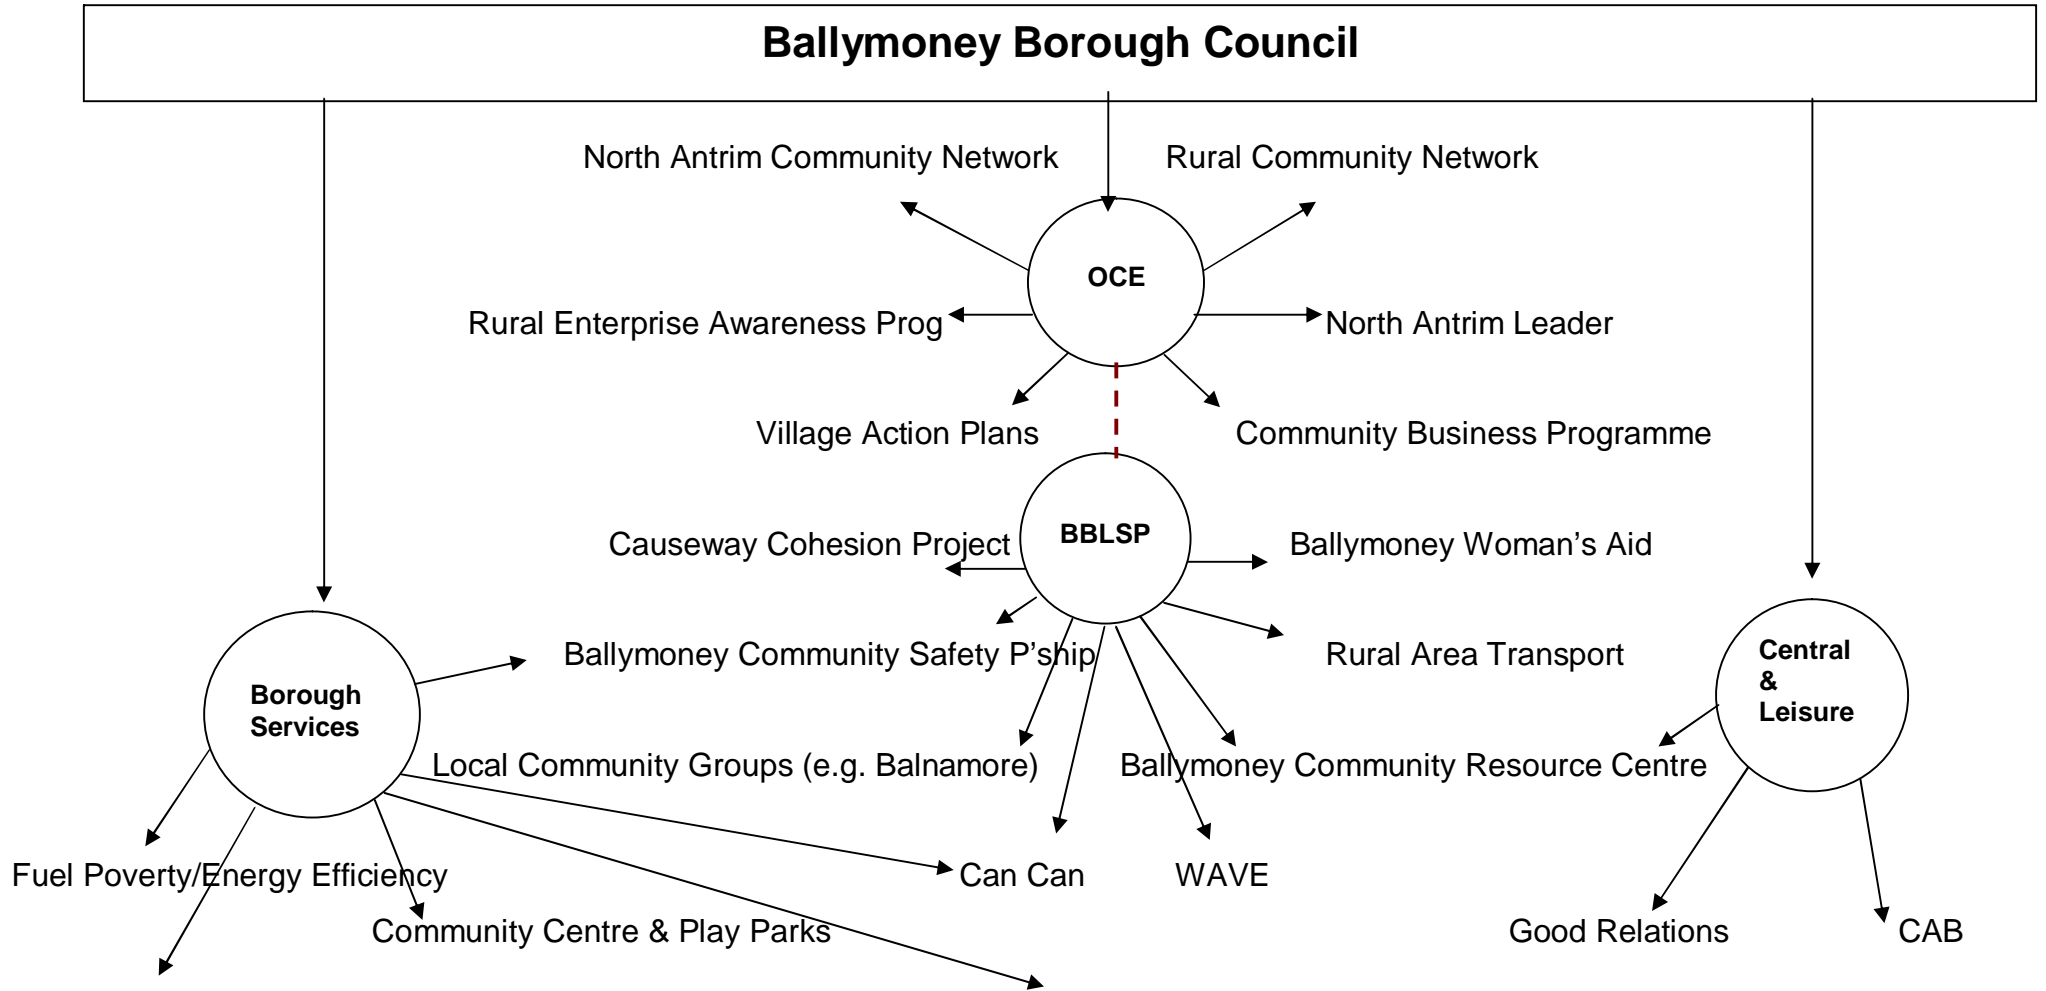 Ballymoney Borough Council
North Antrim Community Network
Rural Community Network
OCE
Rural Enterprise Awareness Prog
North Antrim Leader
Village Action Plans
Community Business Programme
BBLSP
Causeway Cohesion Project
Ballymoney Woman’s Aid
Ballymoney Community Safety P’ship
Rural Area Transport
Central
&
Leisure
Borough
Services
Local Community Groups (e.g. Balnamore)
Ballymoney Community Resource Centre
Fuel Poverty/Energy Efficiency
Can Can
WAVE
Community Centre & Play Parks
Good Relations
CAB